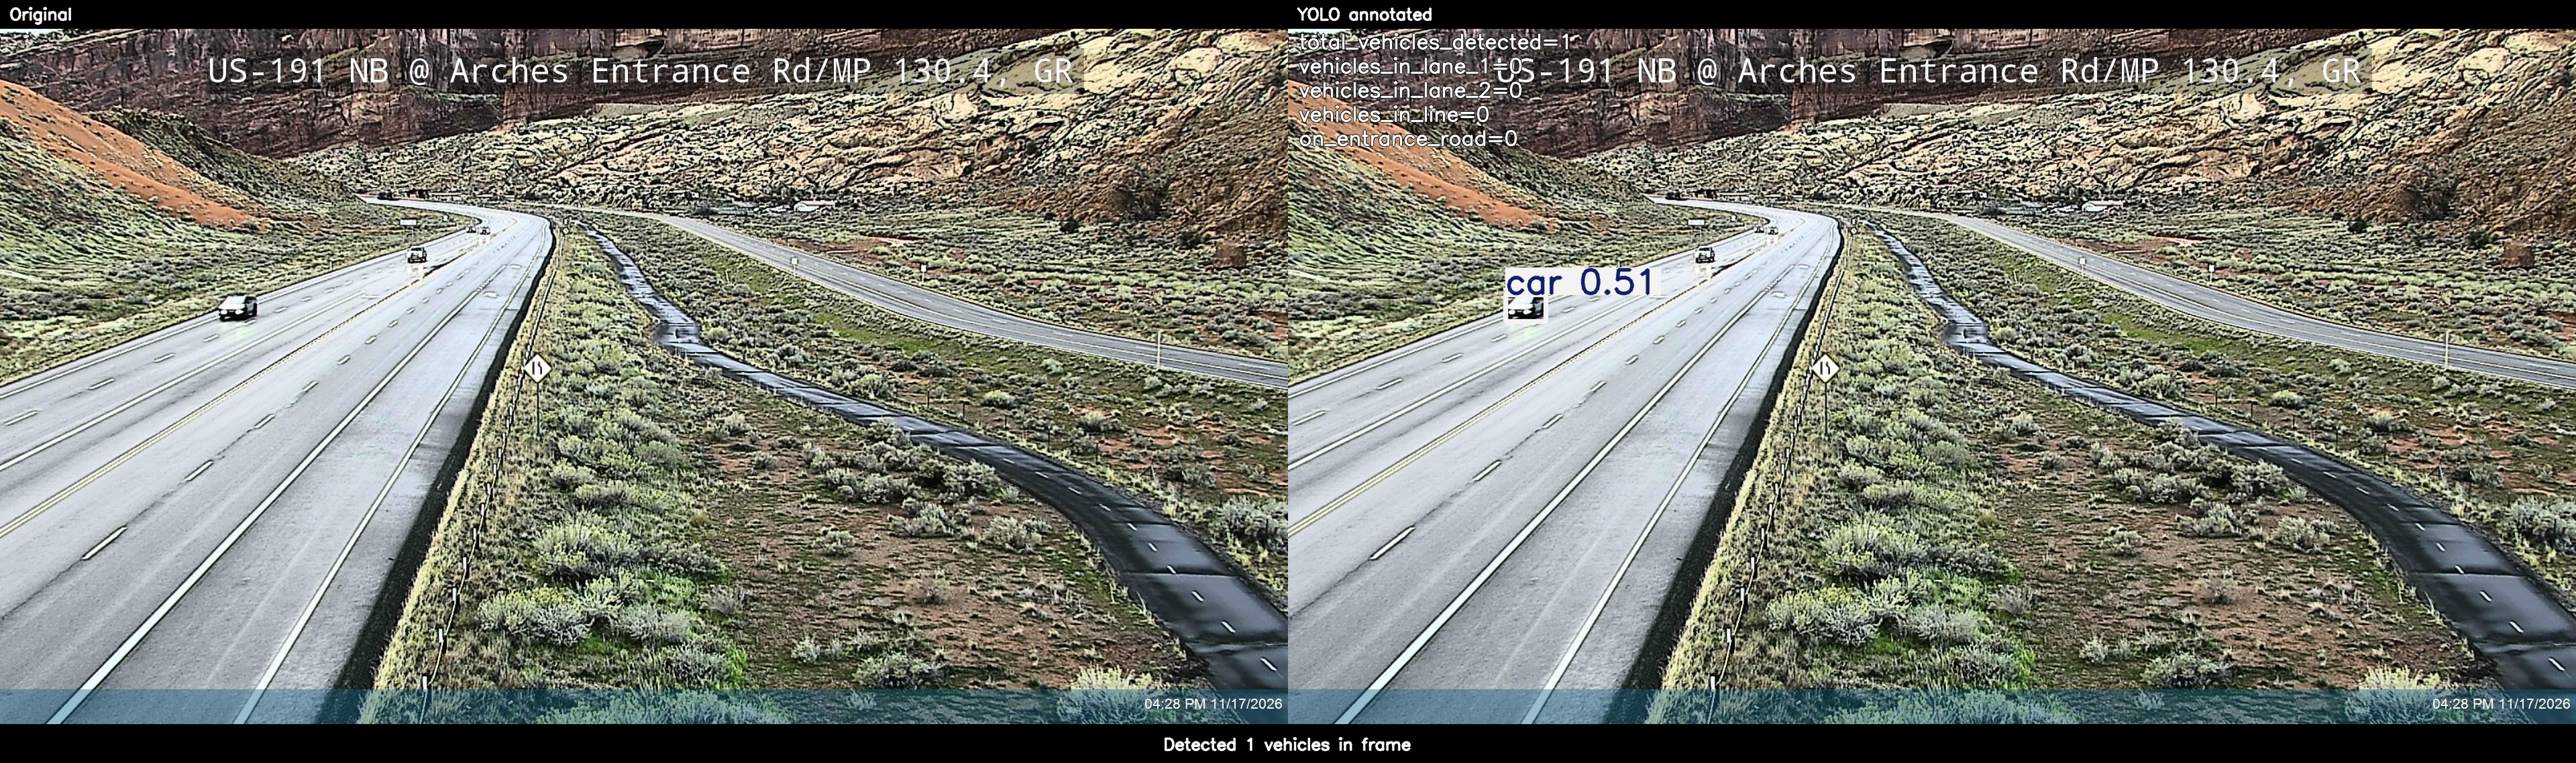 Original
US-191 NB @ Arches Entrance Rd/MP 130.4, GR
04:28 PM 11/17/2026
YOLO annotated
total_vehicles_detected=1
vehicles_in_lane_1=0
US-191 NB @ Arches Entrance Rd/MP 130.4, GR
vehicles_in_lane_2=0
vehicles_in_line=0
on_entrance_road=0
car 0.51
04:28 PM 11/17/2026
Detected 1 vehicles in frame